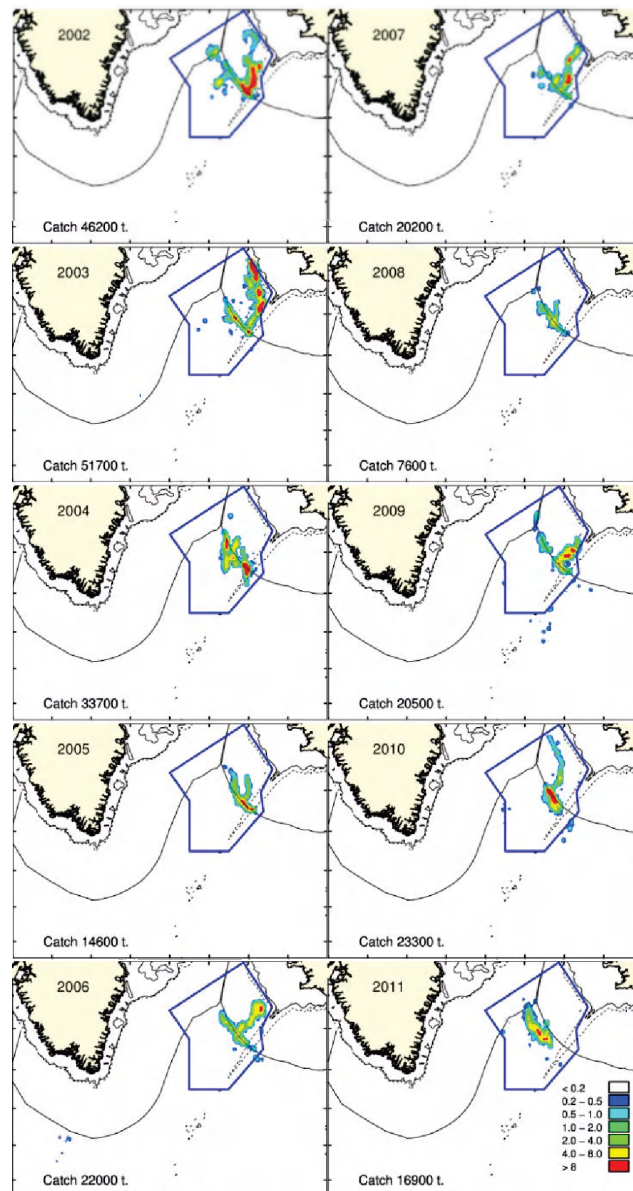 2002
Catch 46200 t.
2007
Catch 20200 t.
2003
Catch 51700 t.
2008
Catch 7600 t.
2004
Catch 33700 t.
2009
Catch 20500 t.
2005
Catch 14600 t.
2010
Catch 23300 t.
2006
Catch 22000 t.
2011
Catch 16900 t.
< 0.2
0.2 – 0.5
0.5 – 1.0
1.0 – 2.0
2.0 – 4.0
4.0 – 8.0
> 8